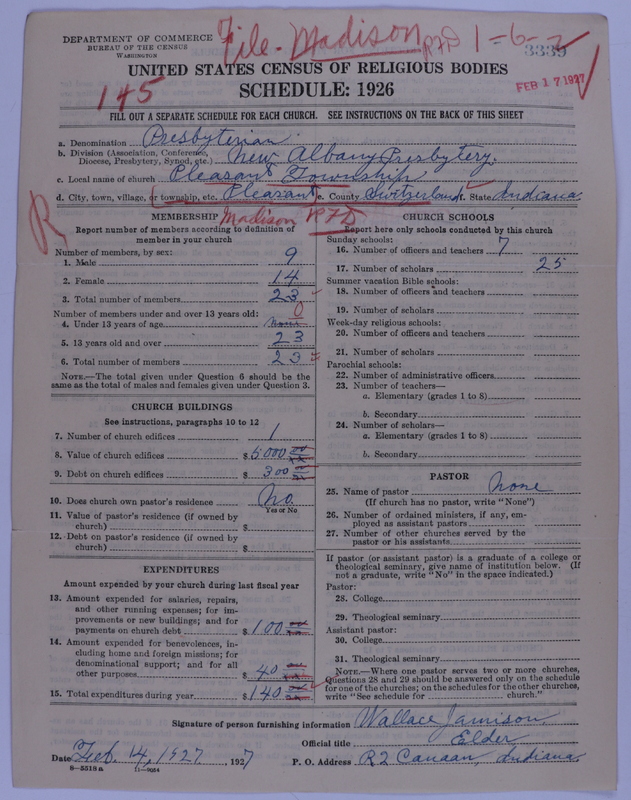 DEPARTMENT OF COMMERCE
BUREAU OF THE CENSUS
WASHINGTON
File - Madison RFD 1-6-2
3339
UNITED STATES CENSUS OF RELIGIOUS BODIES
SCHEDULE: 1926
145
FEB 17 1927
FILL OUT A SEPARATE SCHEDULE FOR EACH CHURCH. SEE INSTRUCTIONS ON THE BACK OF THIS SHEET
a. Denomination Presbyterian
b. Division (Association, Conference, Diocese, Presbytery, Synod, etc.) New Albany Presbytery.
c. Local name of church Pleasant Township
d. City, town, village, or township, etc. Pleasant e. County Switzerland f. State Indiana
R
Madison RFD
MEMBERSHIP
Report number of members according to definition of
member in your church
Number of members, by sex:
1. Male 9
2. Female 14
3. Total number of members 23
Number of members under and over 13 years old: 0
4. Under 13 years of age none
5. 13 years old and over 23
6. Total number of members 23
NOTE.—The total given under Question 6 should be the
same as the total of males and females given under Question 3.
CHURCH BUILDINGS
See instructions, paragraphs 10 to 12
7. Number of church edifices 1
8. Value of church edifices $ 5000 00/xx
9. Debt on church edifices $ 300 00/xx
10. Does church own pastor's residence No.
Yes or No
11. Value of pastor's residence (if owned by
church) $
12. Debt on pastor's residence (if owned by
church) $
EXPENDITURES
Amount expended by your church during last fiscal year
13. Amount expended for salaries, repairs,
and other running expenses; for im-
provements or new buildings; and for
payments on church debt $ 100 00/xx
14. Amount expended for benevolences, in-
cluding home and foreign missions; for
denominational support; and for all
other purposes $ 40 00/xx
15. Total expenditures during year $ 140 00/xx
CHURCH SCHOOLS
Report here only schools conducted by this church
Sunday schools:
16. Number of officers and teachers 7
17. Number of scholars 25
Summer vacation Bible schools:
18. Number of officers and teachers
19. Number of scholars
Week-day religious schools:
20. Number of officers and teachers
21. Number of scholars
Parochial schools:
22. Number of administrative officers
23. Number of teachers—
a. Elementary (grades 1 to 8)
b. Secondary
24. Number of scholars—
a. Elementary (grades 1 to 8)
b. Secondary
PASTOR
25. Name of pastor none
(If church has no pastor, write "None")
26. Number of ordained ministers, if any, em-
ployed as assistant pastors
27. Number of other churches served by the
pastor or his assistants
If pastor (or assistant pastor) is a graduate of a college or
theological seminary, give name of institution below. (If
not a graduate, write "No" in the space indicated.)
Pastor:
28. College
29. Theological seminary
Assistant pastor:
30. College
31. Theological seminary
NOTE.—Where one pastor serves two or more churches,
Questions 28 and 29 should be answered only on the schedule
for one of the churches; on the schedules for the other churches,
write "See schedule for church."
Signature of person furnishing information Wallace Jamison
Official title Elder
Date Feb. 14, 1927, 1927 P. O. Address R2 Canaan, Indiana
8—5518 a 11—9084